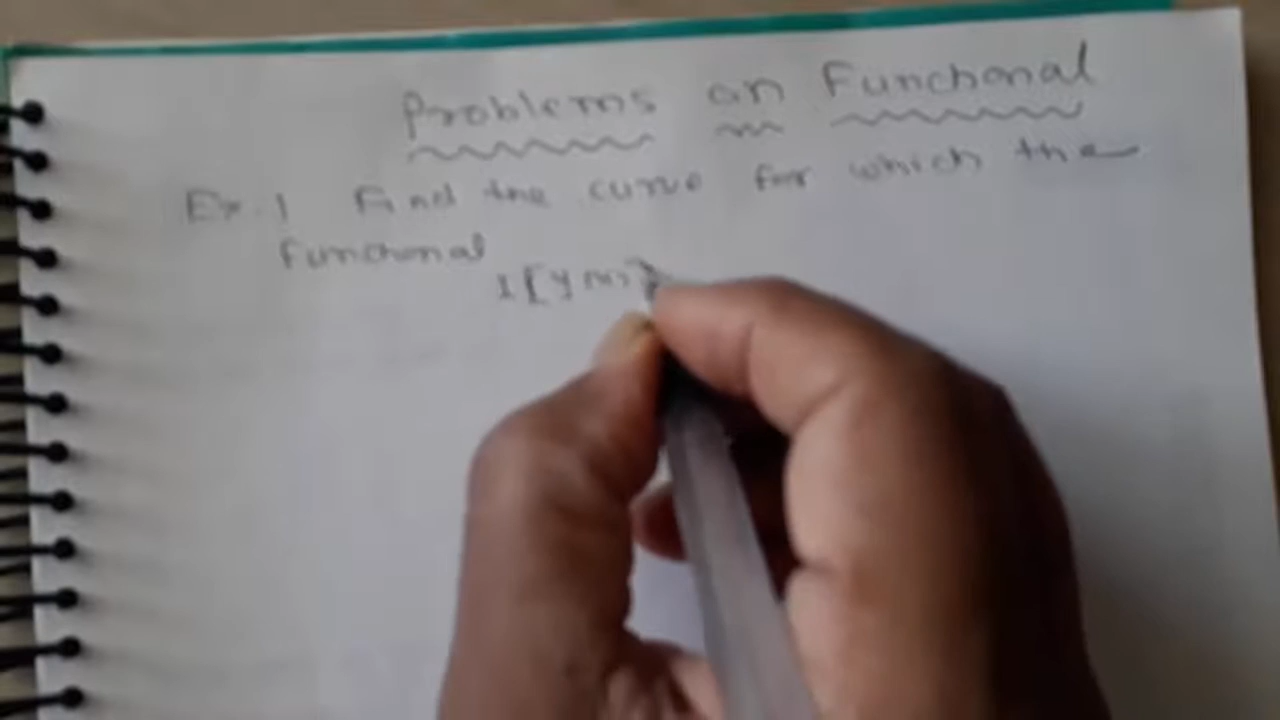 Problems on Functional
Ex. 1 Find the curve for which the
functional
I[y(x)]